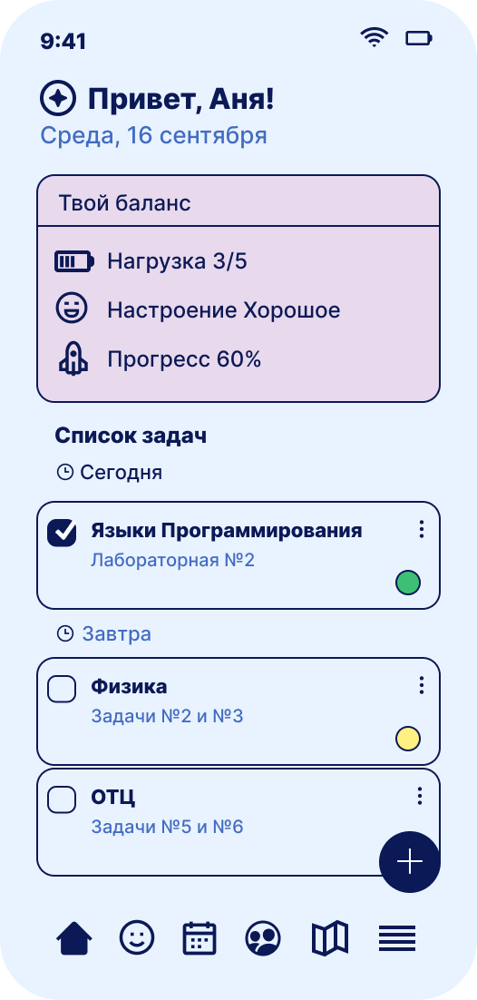 9:41
Привет, Аня!
Среда, 16 сентября
Твой баланс
Нагрузка 3/5
Настроение Хорошое
Прогресс 60%
Список задач
Сегодня
Языки Программирования
Лабораторная №2
Завтра
Физика
Задачи №2 и №3
ОТЦ
Задачи №5 и №6